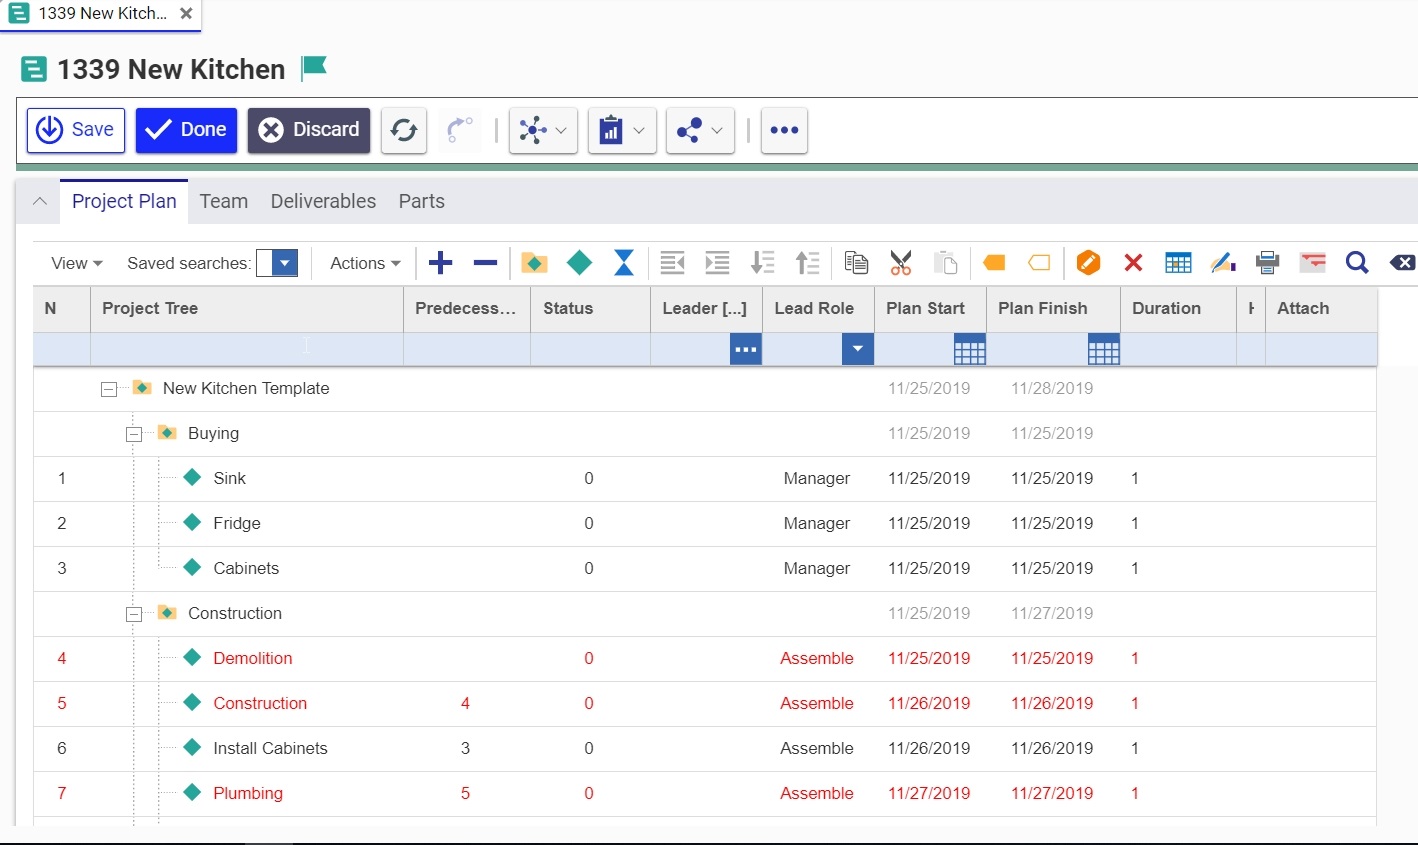 1339 New Kitch...
1339 New Kitchen
Save Done Discard
Project Plan Team Deliverables Parts
View Saved searches: Actions
N Project Tree Predecess... Status Leader [...] Lead Role Plan Start Plan Finish Duration Attach
New Kitchen Template 11/25/2019 11/28/2019
Buying 11/25/2019 11/25/2019
1 Sink 0 Manager 11/25/2019 11/25/2019 1
2 Fridge 0 Manager 11/25/2019 11/25/2019 1
3 Cabinets 0 Manager 11/25/2019 11/25/2019 1
Construction 11/25/2019 11/27/2019
4 Demolition 0 Assemble 11/25/2019 11/25/2019 1
5 Construction 4 0 Assemble 11/26/2019 11/26/2019 1
6 Install Cabinets 3 0 Assemble 11/26/2019 11/26/2019 1
7 Plumbing 5 0 Assemble 11/27/2019 11/27/2019 1